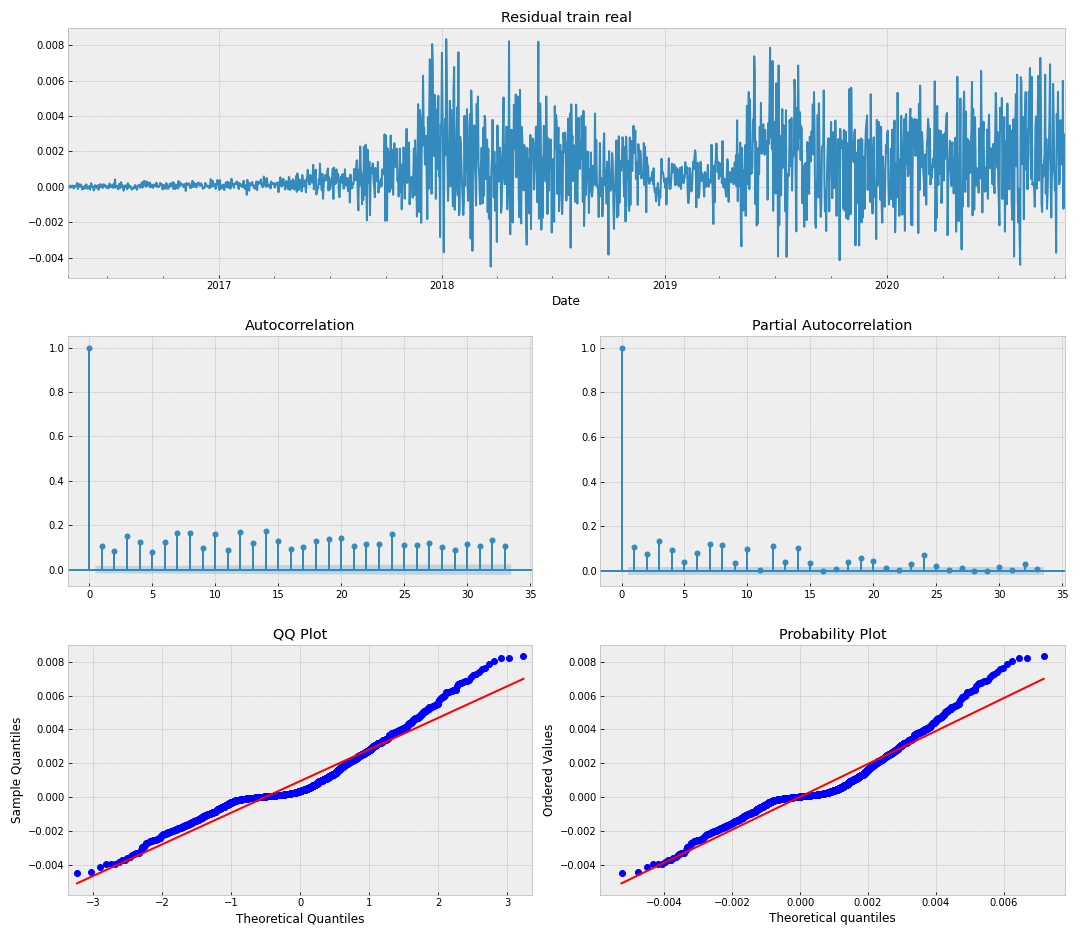 Residual train real
0.008
0.006
0.004
0.002
0.000
−0.002
−0.004
2017 2018 2019 2020
Date
Autocorrelation
1.0
0.8
0.6
0.4
0.2
0.0
0 5 10 15 20 25 30 35
Partial Autocorrelation
1.0
0.8
0.6
0.4
0.2
0.0
0 5 10 15 20 25 30 35
QQ Plot
Sample Quantiles
0.008
0.006
0.004
0.002
0.000
−0.002
−0.004
−3 −2 −1 0 1 2 3
Theoretical Quantiles
Probability Plot
Ordered Values
0.008
0.006
0.004
0.002
0.000
−0.002
−0.004
−0.004 −0.002 0.000 0.002 0.004 0.006
Theoretical quantiles